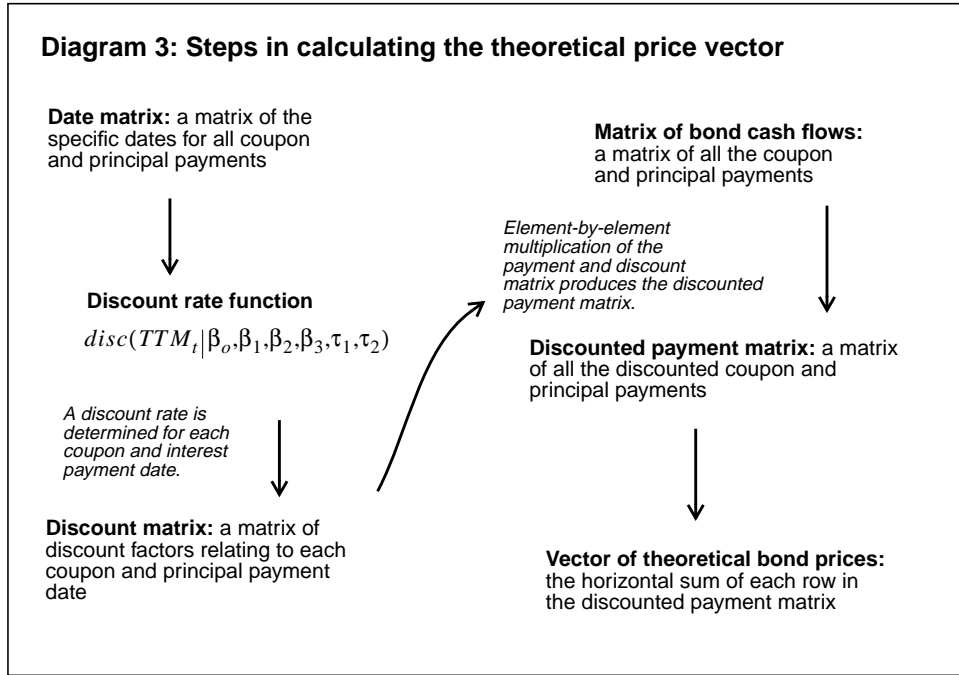 Diagram 3: Steps in calculating the theoretical price vector
Date matrix: a matrix of the
specific dates for all coupon
and principal payments
Discount rate function
disc(TTM_t|β_o,β_1,β_2,β_3,τ_1,τ_2)
A discount rate is
determined for each
coupon and interest
payment date.
Discount matrix: a matrix of
discount factors relating to each
coupon and principal payment
date
Matrix of bond cash flows:
a matrix of all the coupon
and principal payments
Element-by-element
multiplication of the
payment and discount
matrix produces the discounted
payment matrix.
Discounted payment matrix: a matrix
of all the discounted coupon and
principal payments
Vector of theoretical bond prices:
the horizontal sum of each row in
the discounted payment matrix